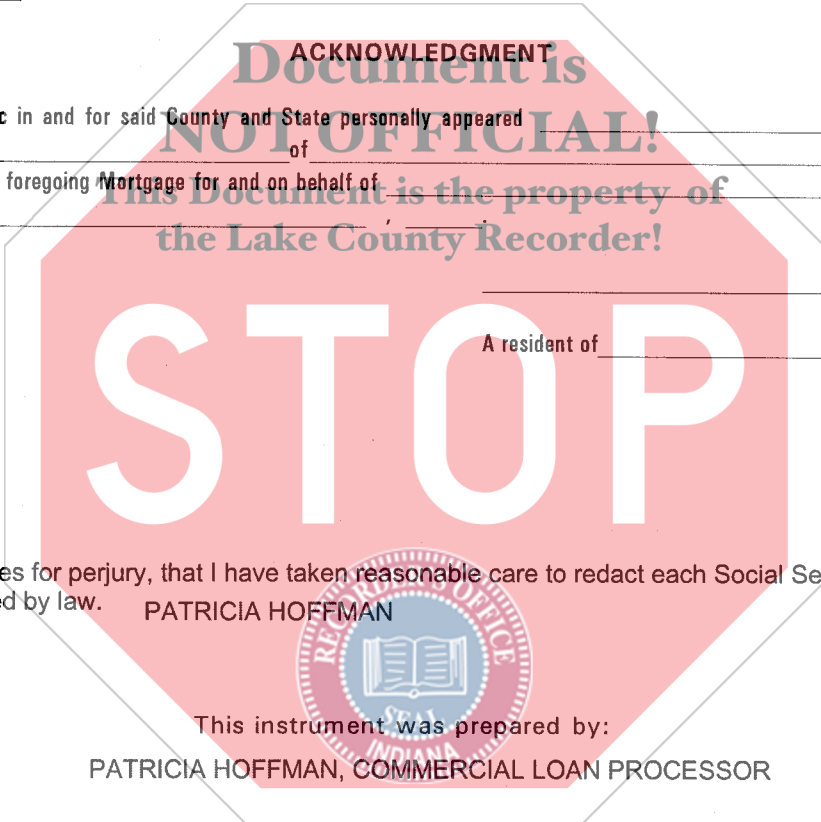 ACKNOWLEDGMENT
Document is
c in and for said County and State personally appeared
NOT OFFICIAL!
of
foregoing Mortgage for and on behalf of
This Document is the property of
,
the Lake County Recorder!
A resident of
STOP
es for perjury, that I have taken reasonable care to redact each Social Se
ed by law. PATRICIA HOFFMAN
RECORDER'S OFFICE
SEAL
INDIANA
This instrument was prepared by:
PATRICIA HOFFMAN, COMMERCIAL LOAN PROCESSOR